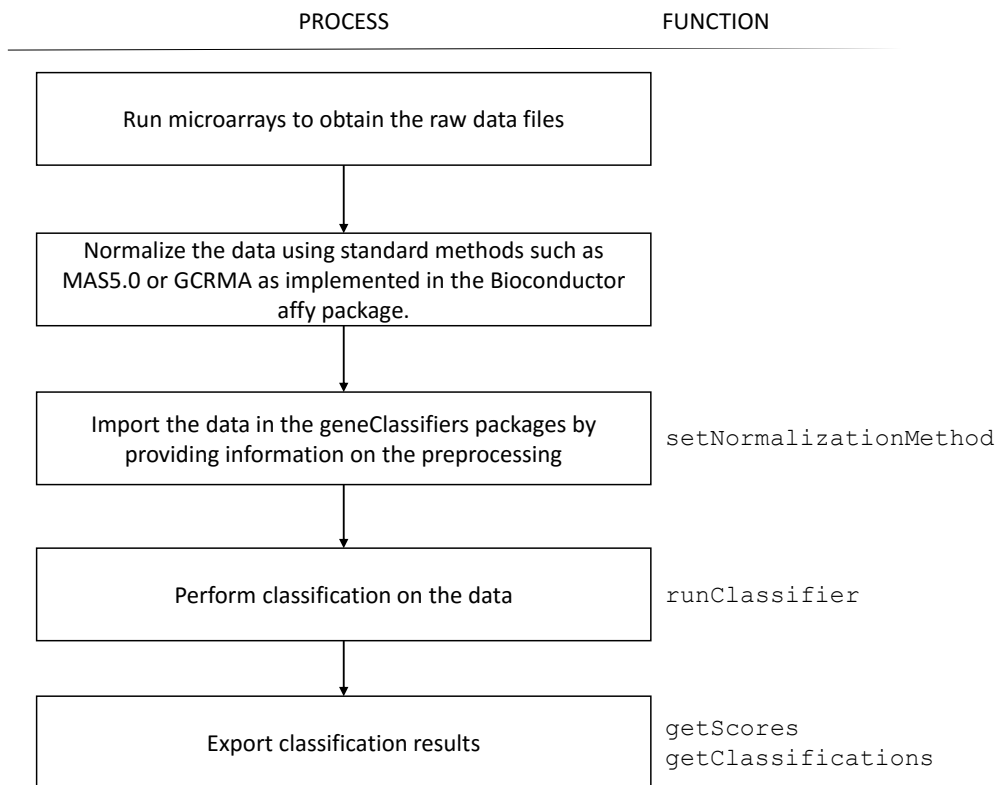 PROCESS FUNCTION
Run microarrays to obtain the raw data files
Normalize the data using standard methods such as
MAS5.0 or GCRMA as implemented in the Bioconductor
affy package.
Import the data in the geneClassifiers packages by
providing information on the preprocessing
setNormalizationMethod
Perform classification on the data
runClassifier
Export classification results
getScores
getClassifications